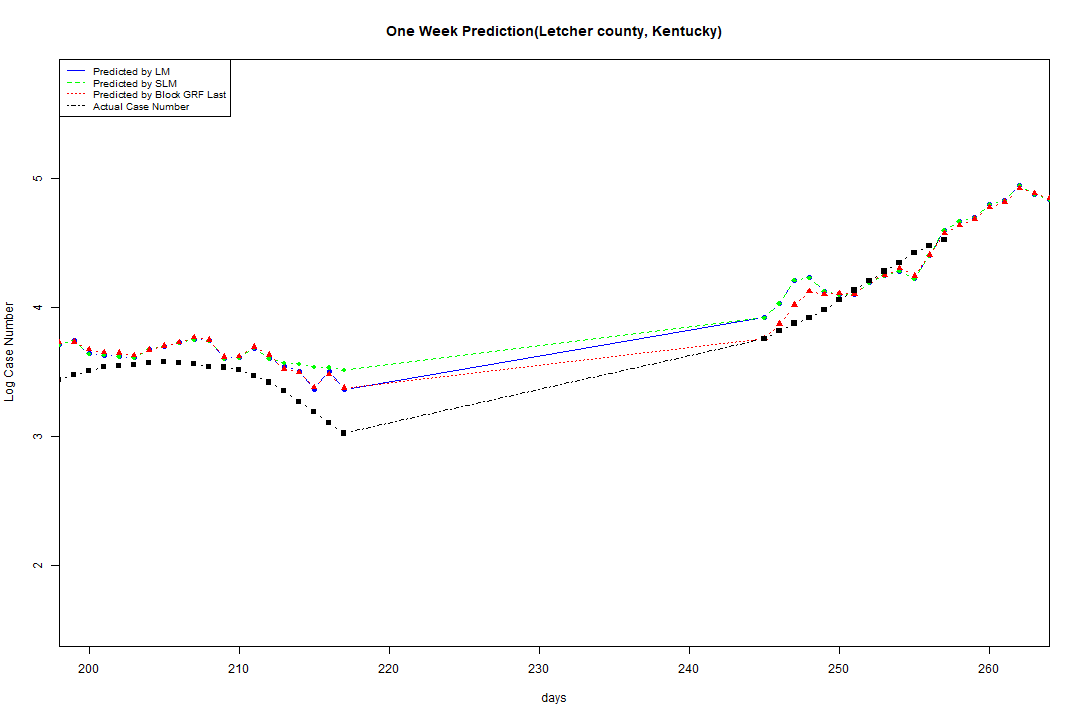 One Week Prediction(Letcher county, Kentucky)
Predicted by LM
Predicted by SLM
Predicted by Block GRF Last
Actual Case Number
5
4
3
2
Log Case Number
200 210 220 230 240 250 260
days